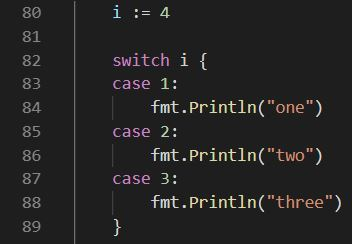 80 i := 4
81
82 switch i {
83 case 1:
84     fmt.Println("one")
85 case 2:
86     fmt.Println("two")
87 case 3:
88     fmt.Println("three")
89 }